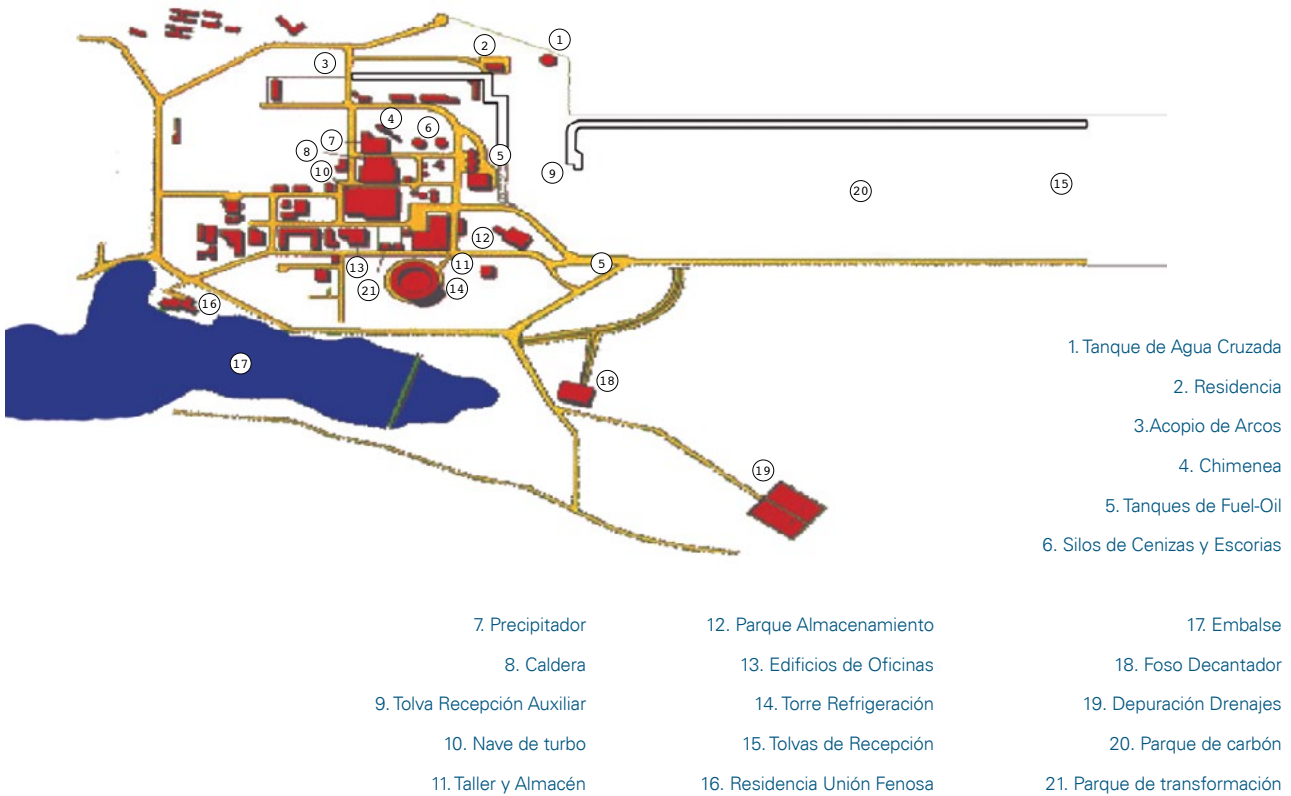 1
2
3
4
6
7
8
5
10
9
20
15
12
11
5
13
21
14
16
17
18
19
1. Tanque de Agua Cruzada
2. Residencia
3.Acopio de Arcos
4. Chimenea
5. Tanques de Fuel-Oil
6. Silos de Cenizas y Escorias
7. Precipitador
8. Caldera
9. Tolva Recepción Auxiliar
10. Nave de turbo
11. Taller y Almacén
12. Parque Almacenamiento
13. Edificios de Oficinas
14. Torre Refrigeración
15. Tolvas de Recepción
16. Residencia Unión Fenosa
17. Embalse
18. Foso Decantador
19. Depuración Drenajes
20. Parque de carbón
21. Parque de transformación